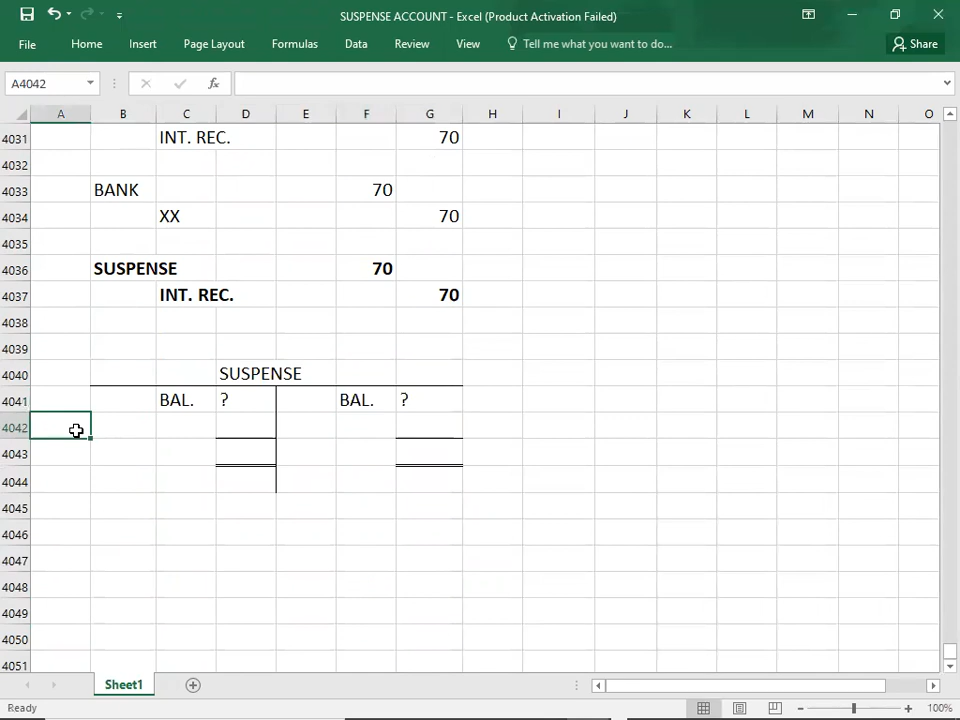 SUSPENSE ACCOUNT - Excel (Product Activation Failed)
File Home Insert Page Layout Formulas Data Review View Tell me what you want to do... Share
A4042 fx
A B C D E F G H I J K L M N O
4031 INT. REC. 70
4032
4033 BANK 70
4034 XX 70
4035
4036 SUSPENSE 70
4037 INT. REC. 70
4038
4039
4040 SUSPENSE
4041 BAL. ? BAL. ?
4042
4043
4044
4045
4046
4047
4048
4049
4050
4051
Sheet1
Ready 100%